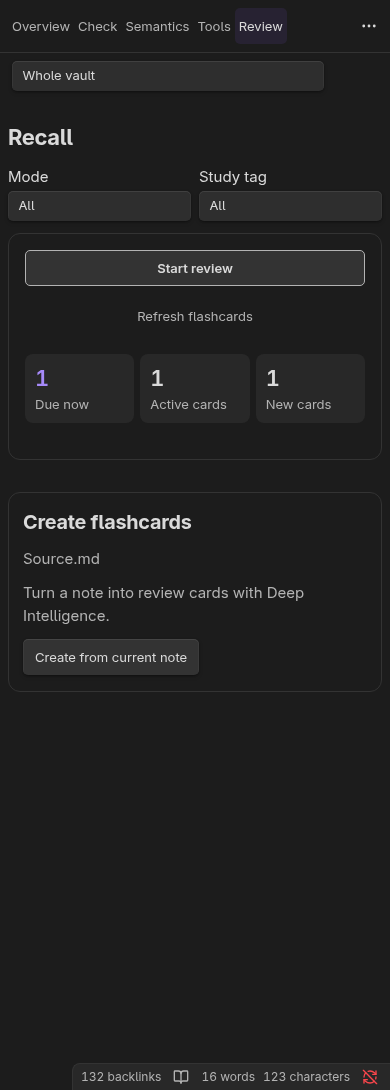 Overview Check Semantics Tools Review
Whole vault
Recall
Mode Study tag
All All
Start review
Refresh flashcards
1 1 1
Due now Active cards New cards
Create flashcards
Source.md
Turn a note into review cards with Deep
Intelligence.
Create from current note
132 backlinks 16 words 123 characters